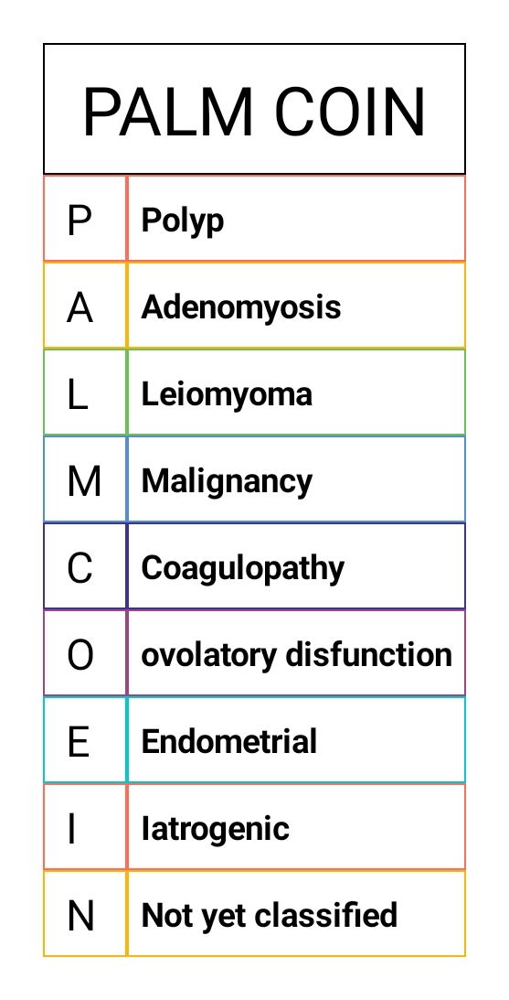 PALM COIN
P Polyp
A Adenomyosis
L Leiomyoma
M Malignancy
C Coagulopathy
O ovolatory disfunction
E Endometrial
I Iatrogenic
N Not yet classified